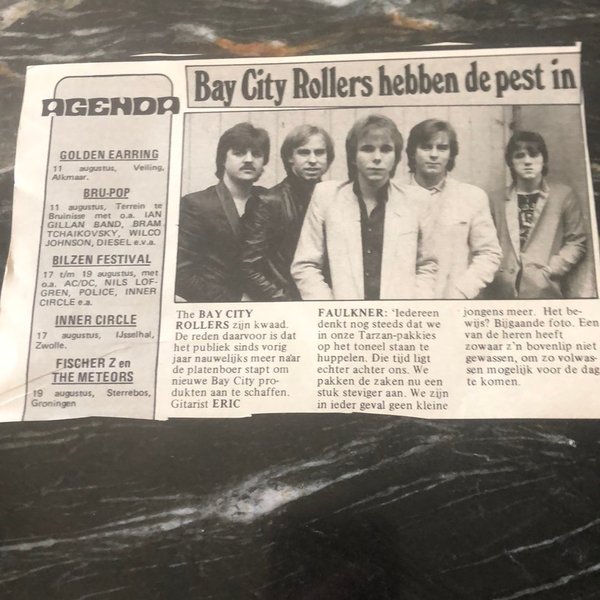 AGENDA
GOLDEN EARRING
11 augustus, Veiling,
Alkmaar.
BRU-POP
11 augustus, Terrein te
Bruinisse met o.a. IAN
GILLAN BAND, BRAM
TCHAIKOVSKY, WILCO
JOHNSON, DIESEL e.v.a.
BILZEN FESTIVAL
17 t/m 19 augustus, met
o.a. AC/DC, NILS LOF-
GREN, POLICE, INNER
CIRCLE e.a.
INNER CIRCLE
17 augustus, IJsselhal,
Zwolle.
FISCHER Z en
THE METEORS
19 augustus, Sterrebos,
Groningen
Bay City Rollers hebben de pest in
The BAY CITY
ROLLERS zijn kwaad.
De reden daarvoor is dat
het publiek sinds vorig
jaar nauwelijks meer naar
de platenboer stapt om
nieuwe Bay City pro-
dukten aan te schaffen.
Gitarist ERIC
FAULKNER: 'Iedereen
denkt nog steeds dat we
in onze Tarzan-pakkies
op het toneel staan te
huppelen. Die tijd ligt
echter achter ons. We
pakken de zaken nu een
stuk steviger aan. We zijn
in ieder geval geen kleine
jongens meer. Het be-
wijs? Bijgaande foto. Een
van de heren heeft
zowaar z'n bovenlip niet
gewassen, om zo volwas-
sen mogelijk voor de dag
te komen.